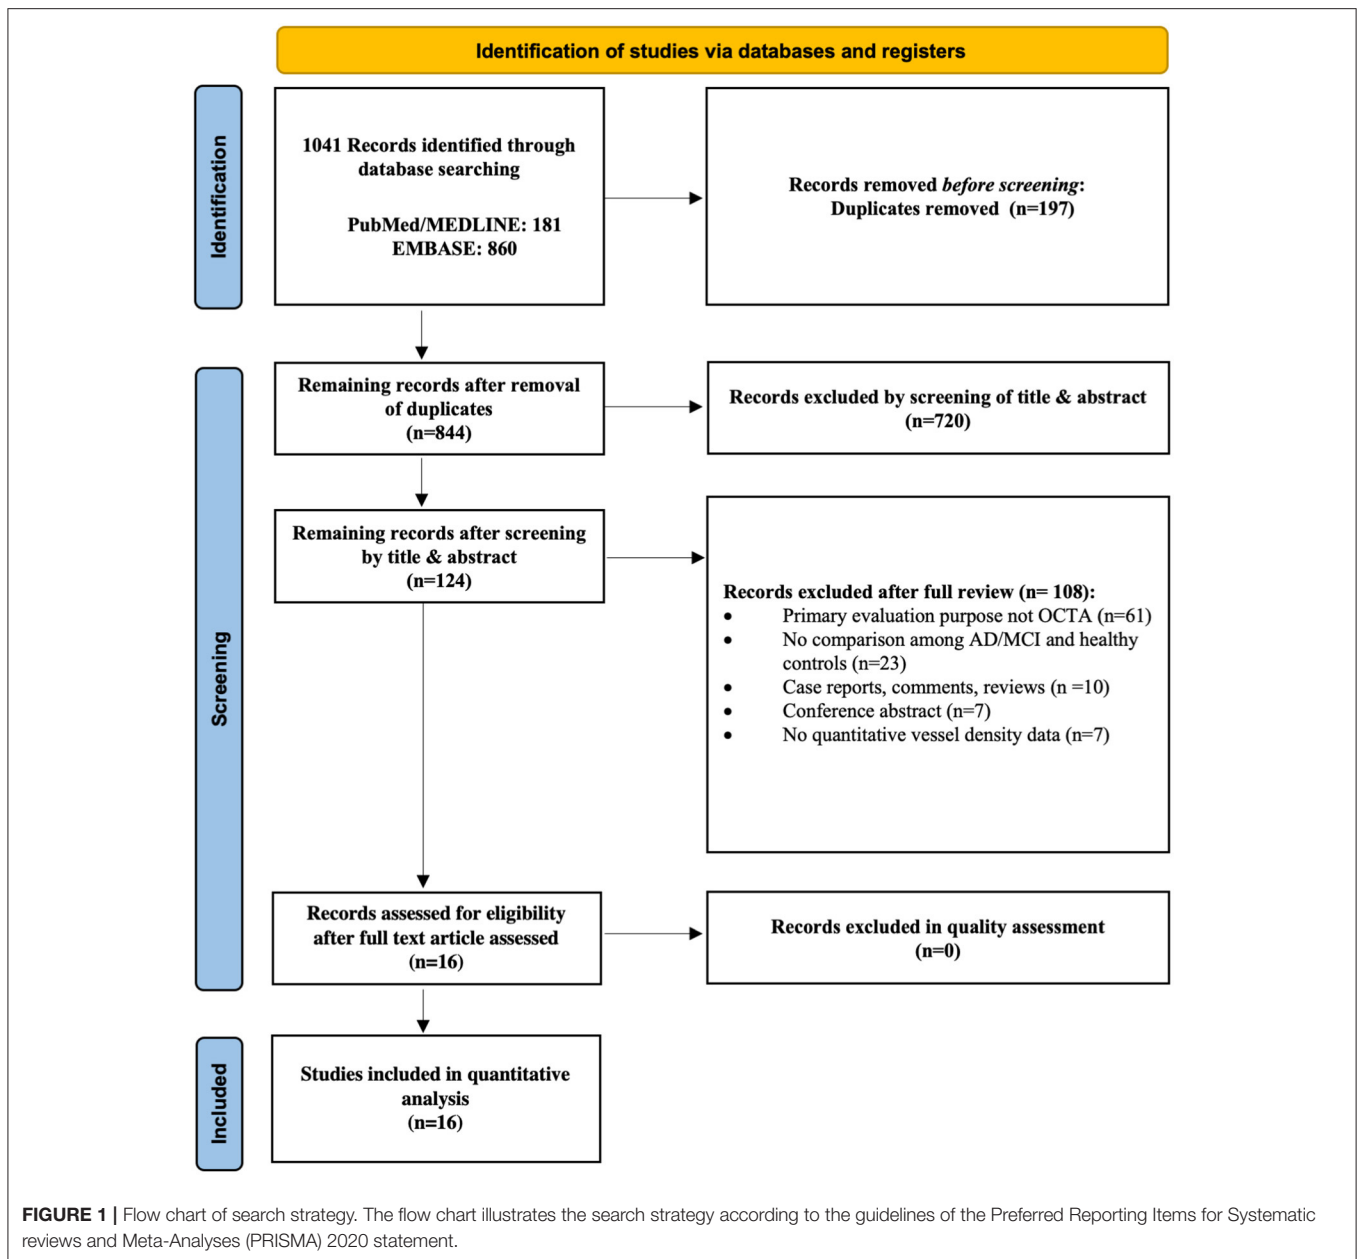 Identification of studies via databases and registers
Identification
1041 Records identified through
database searching
PubMed/MEDLINE: 181
EMBASE: 860
Records removed before screening:
Duplicates removed (n=197)
Screening
Remaining records after removal
of duplicates
(n=844)
Records excluded by screening of title & abstract
(n=720)
Remaining records after screening
by title & abstract
(n=124)
Records excluded after full review (n= 108):
• Primary evaluation purpose not OCTA (n=61)
• No comparison among AD/MCI and healthy
controls (n=23)
• Case reports, comments, reviews (n =10)
• Conference abstract (n=7)
• No quantitative vessel density data (n=7)
Records assessed for eligibility
after full text article assessed
(n=16)
Records excluded in quality assessment
(n=0)
Included
Studies included in quantitative
analysis
(n=16)
FIGURE 1 | Flow chart of search strategy. The flow chart illustrates the search strategy according to the guidelines of the Preferred Reporting Items for Systematic
reviews and Meta-Analyses (PRISMA) 2020 statement.